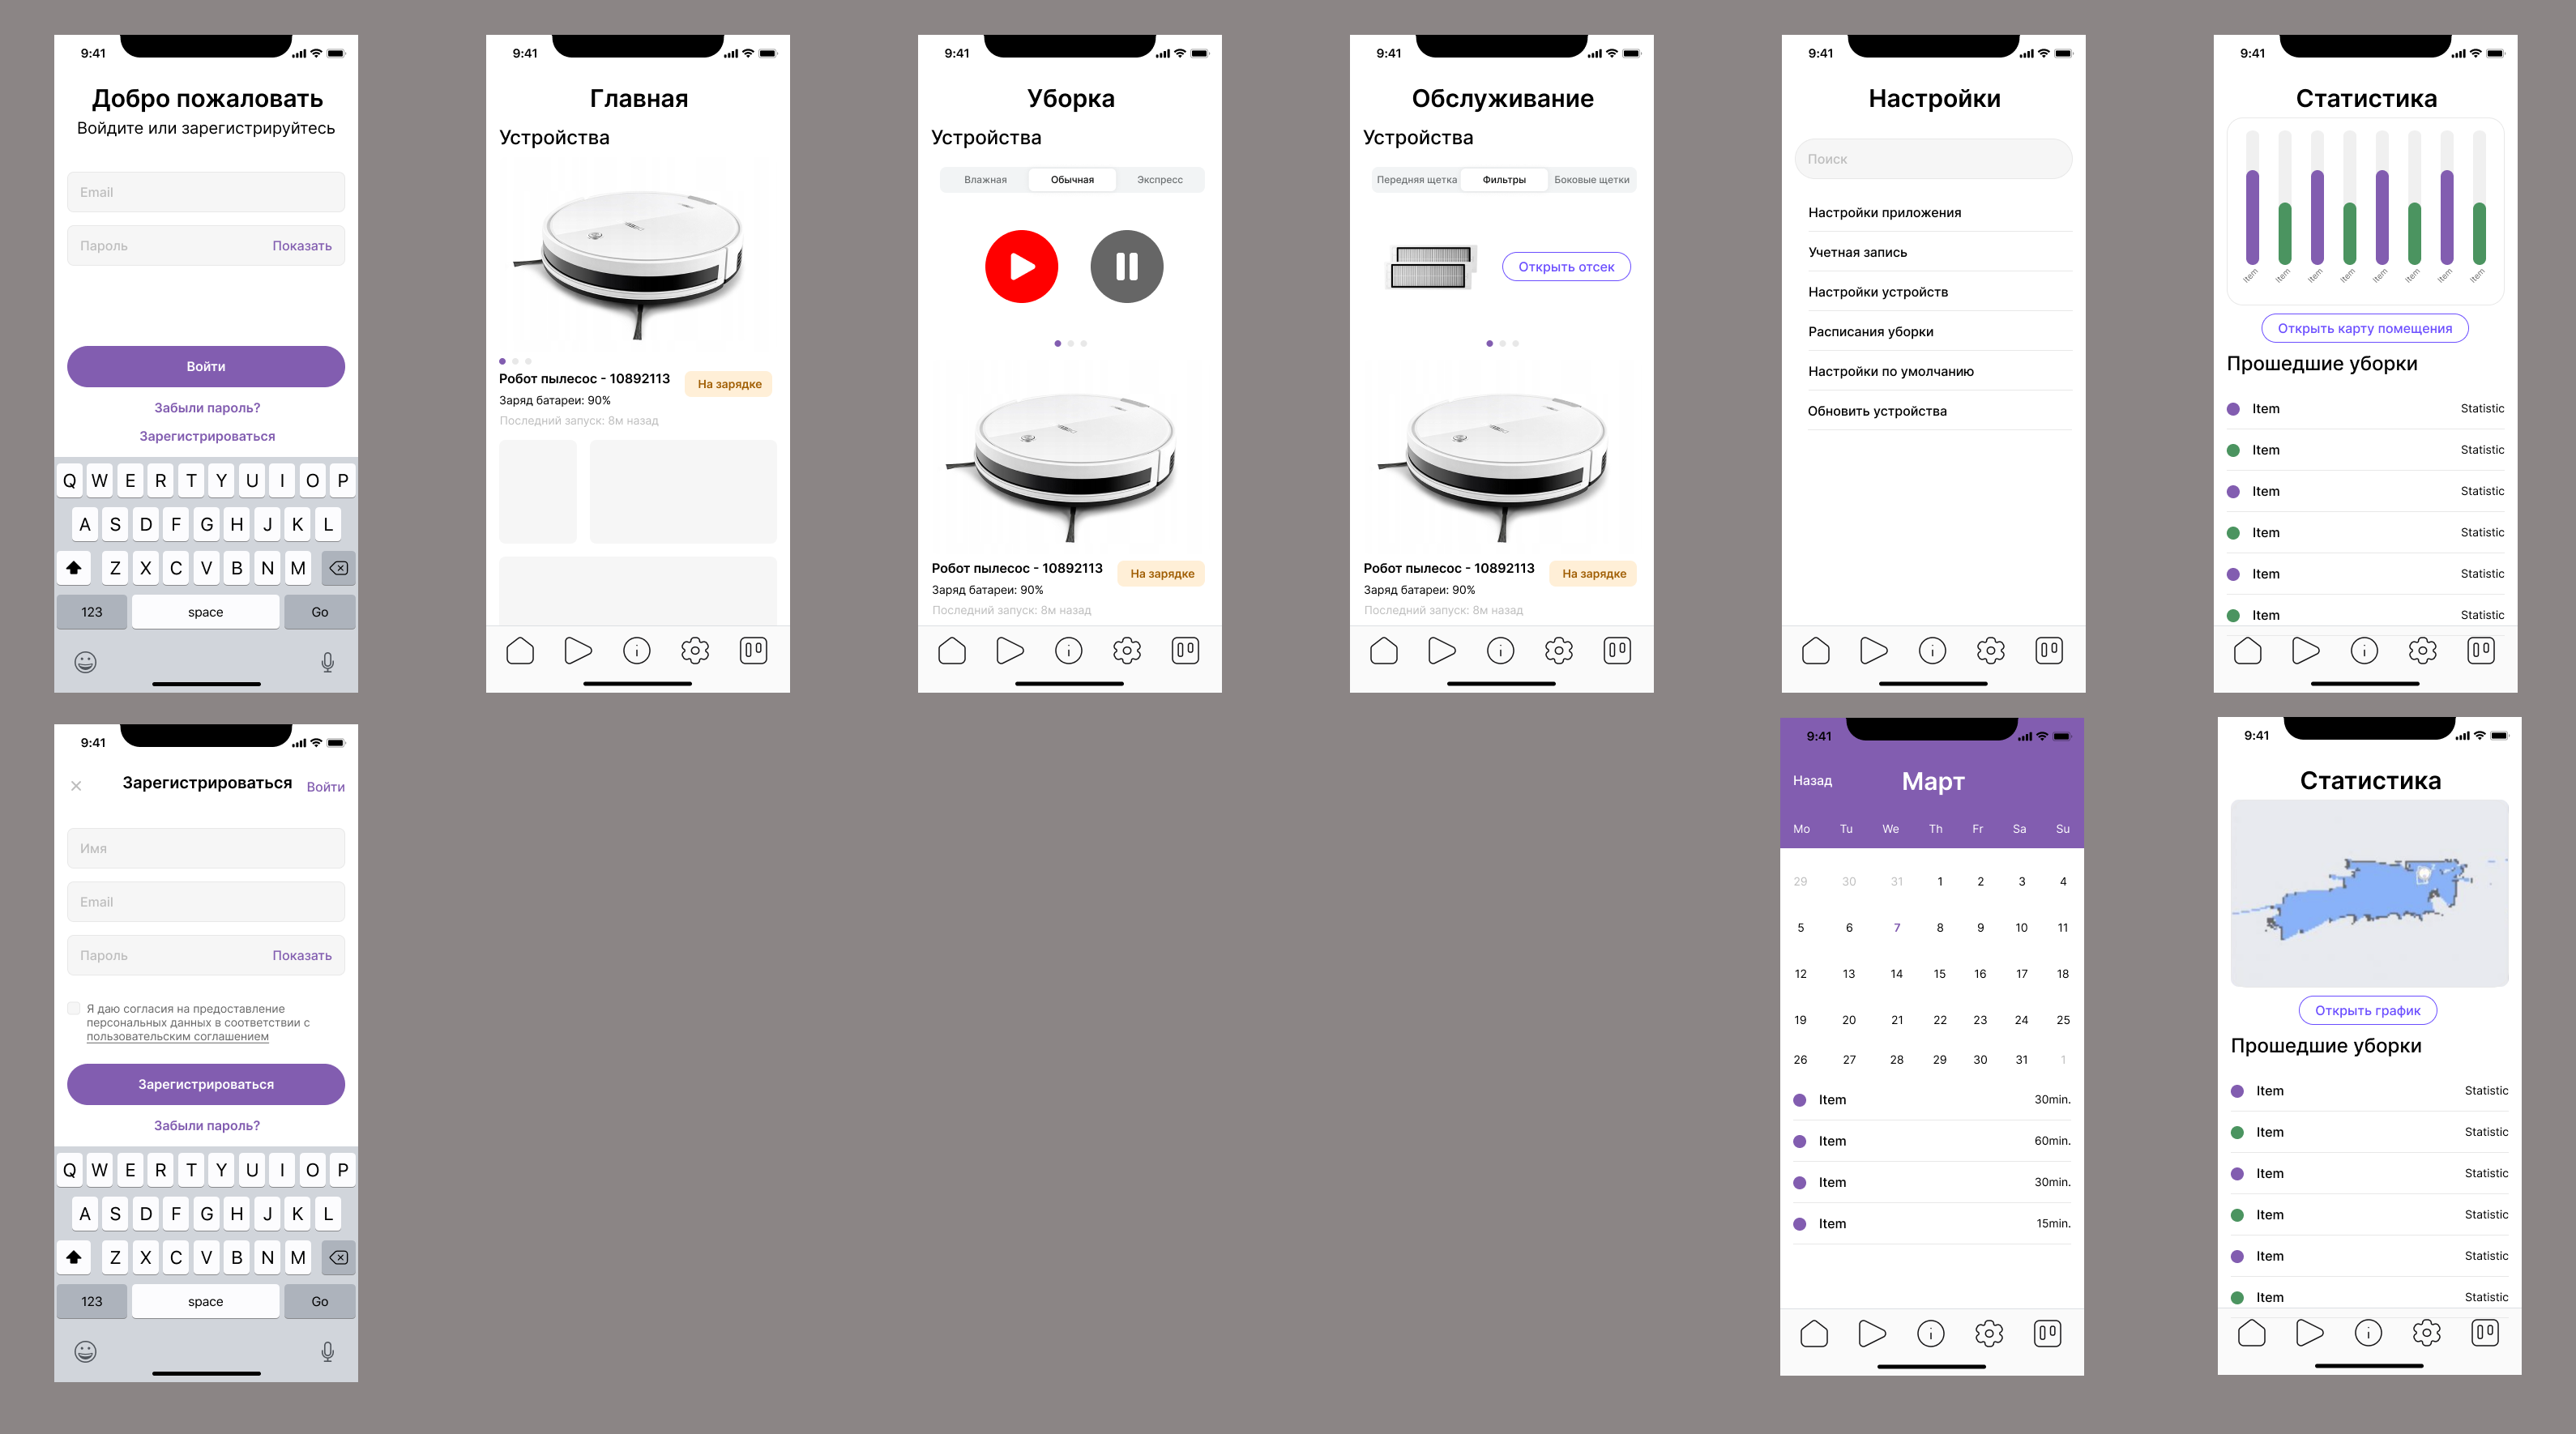 9:41
Добро пожаловать
Войдите или зарегистрируйтесь
Email
Пароль Показать
Войти
Забыли пароль?
Зарегистрироваться
Q W E R T Y U I O P
A S D F G H J K L
Z X C V B N M
123 space Go
9:41
Главная
Устройства
Робот пылесос - 10892113
На зарядке
Заряд батареи: 90%
Последний запуск: 8м назад
9:41
Уборка
Устройства
Влажная Обычная Экспресс
Робот пылесос - 10892113
На зарядке
Заряд батареи: 90%
Последний запуск: 8м назад
9:41
Обслуживание
Устройства
Передняя щетка Фильтры Боковые щетки
Открыть отсек
Робот пылесос - 10892113
На зарядке
Заряд батареи: 90%
Последний запуск: 8м назад
9:41
Настройки
Поиск
Настройки приложения
Учетная запись
Настройки устройств
Расписания уборки
Настройки по умолчанию
Обновить устройства
9:41
Статистика
Item Item Item Item Item Item Item Item
Открыть карту помещения
Прошедшие уборки
Item Statistic
Item Statistic
Item Statistic
Item Statistic
Item Statistic
Item Statistic
9:41
Зарегистрироваться Войти
Имя
Email
Пароль Показать
Я даю согласия на предоставление
персональных данных в соответствии с
пользовательским соглашением
Зарегистрироваться
Забыли пароль?
Q W E R T Y U I O P
A S D F G H J K L
Z X C V B N M
123 space Go
9:41
Назад Март
Mo Tu We Th Fr Sa Su
29 30 31 1 2 3 4
5 6 7 8 9 10 11
12 13 14 15 16 17 18
19 20 21 22 23 24 25
26 27 28 29 30 31 1
Item 30min.
Item 60min.
Item 30min.
Item 15min.
9:41
Статистика
Открыть график
Прошедшие уборки
Item Statistic
Item Statistic
Item Statistic
Item Statistic
Item Statistic
Item Statistic